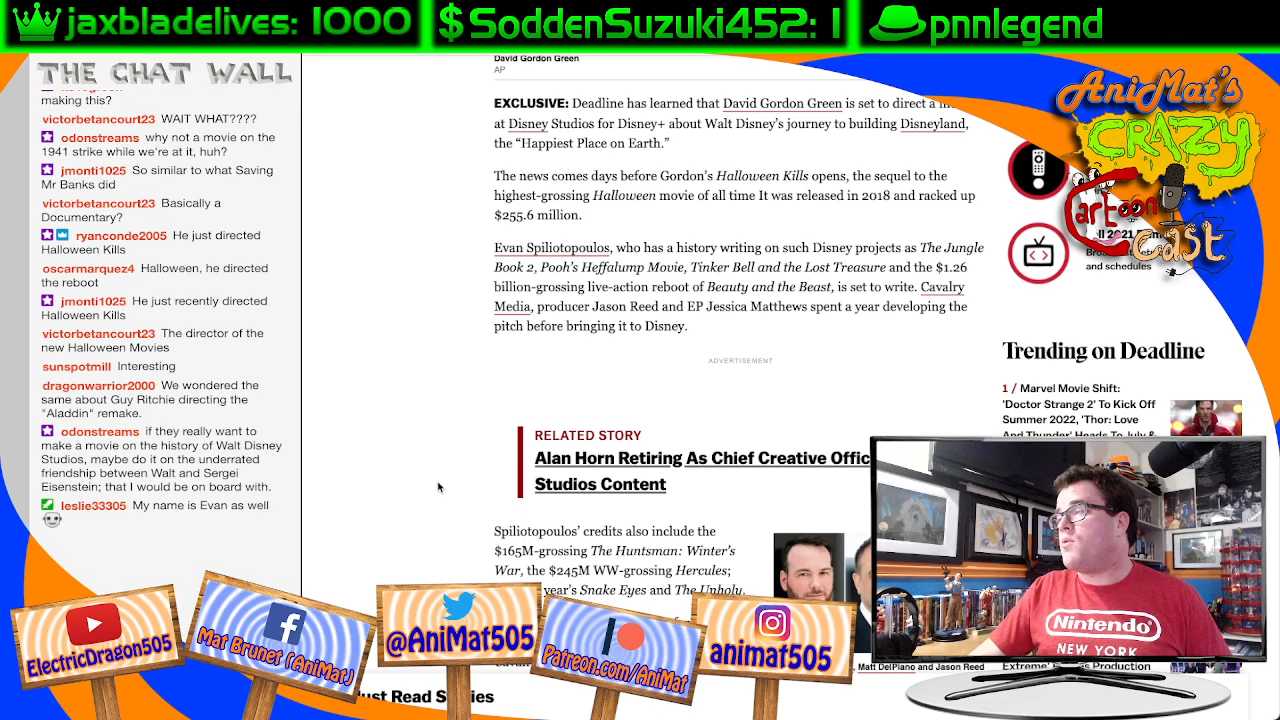 jaxbladelives: 1000
$SoddenSuzuki452: 1
pnnlegend
THE CHAT WALL
making this?
victorbetancourt23 WAIT WHAT????
odonstreams why not a movie on the
1941 strike while we're at it, huh?
jmonti1025 So similar to what Saving
Mr Banks did
victorbetancourt23 Basically a
Documentary?
ryanconde2005 He just directed
Halloween Kills
oscarmarquez4 Halloween, he directed
the reboot
jmonti1025 He just recently directed
Halloween Kills
victorbetancourt23 The director of the
new Halloween Movies
sunspotmill Interesting
dragonwarrior2000 We wondered the
same about Guy Ritchie directing the
"Aladdin" remake.
odonstreams if they really want to
make a movie on the history of Walt Disney
Studios, maybe do it on the underrated
friendship between Walt and Sergei
Eisenstein; that I would be on board with.
leslie33305 My name is Evan as well
David Gordon Green
AP
EXCLUSIVE: Deadline has learned that David Gordon Green is set to direct a
at Disney Studios for Disney+ about Walt Disney's journey to building Disneyland,
the “Happiest Place on Earth.”
The news comes days before Gordon's Halloween Kills opens, the sequel to the
highest-grossing Halloween movie of all time It was released in 2018 and racked up
$255.6 million.
Evan Spiliotopoulos, who has a history writing on such Disney projects as The Jungle
Book 2, Pooh's Heffalump Movie, Tinker Bell and the Lost Treasure and the $1.26
billion-grossing live-action reboot of Beauty and the Beast, is set to write. Cavalry
Media, producer Jason Reed and EP Jessica Matthews spent a year developing the
pitch before bringing it to Disney.
ADVERTISEMENT
RELATED STORY
Alan Horn Retiring As Chief Creative Offic
Studios Content
Spiliotopoulos' credits also include the
$165M-grossing The Huntsman: Winter's
War, the $245M WW-grossing Hercules;
year's Snake Eyes and The Unholy.
Matt DelPiano and Jason Reed
AniMat's
CRAZY
Cartoon
Cast
and schedules
Trending on Deadline
1 / Marvel Movie Shift:
'Doctor Strange 2' To Kick Off
Summer 2022, 'Thor: Love
And Thunder' Heads To July &
Production
Nintendo
NEW YORK
ElectricDragon505
Mat Brunet (AniMat)
@AniMat505
Patreon.com/AniMat
animat505